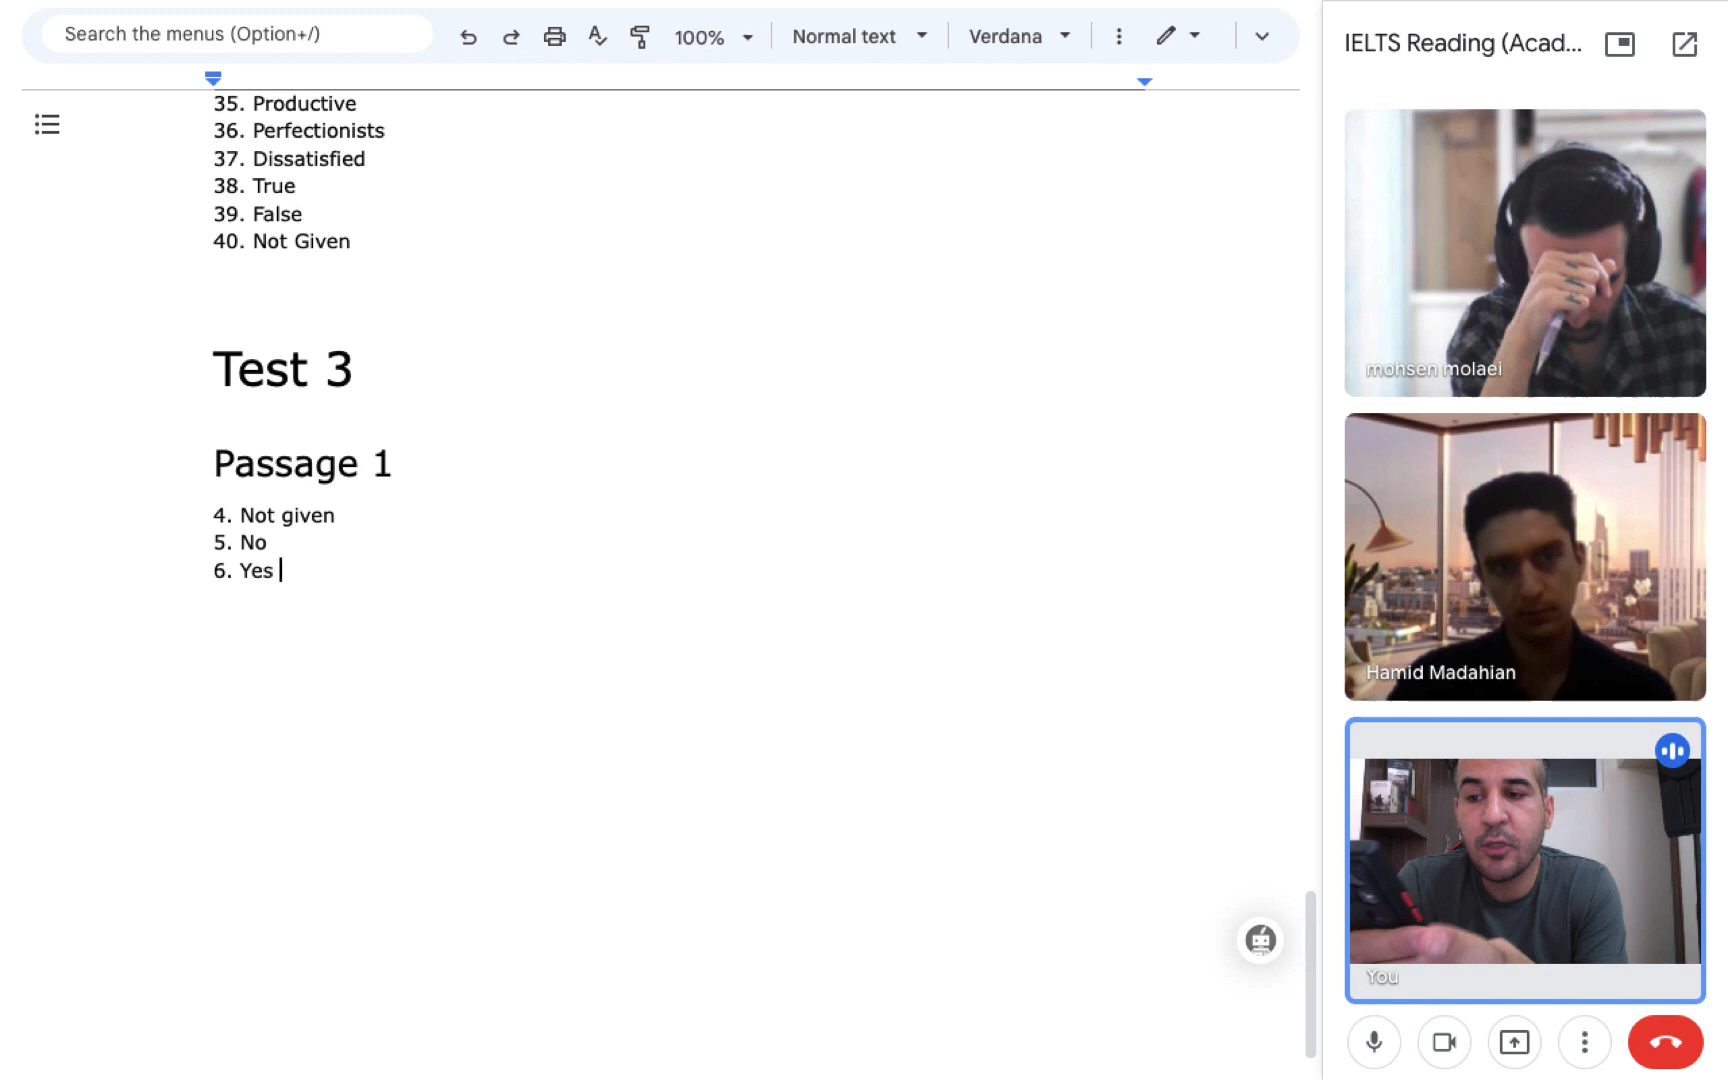 Search the menus (Option+/)
100%
Normal text
Verdana
IELTS Reading (Acad...
35. Productive
36. Perfectionists
37. Dissatisfied
38. True
39. False
40. Not Given
Test 3
Passage 1
4. Not given
5. No
6. Yes
mohsen molaei
Hamid Madahian
You